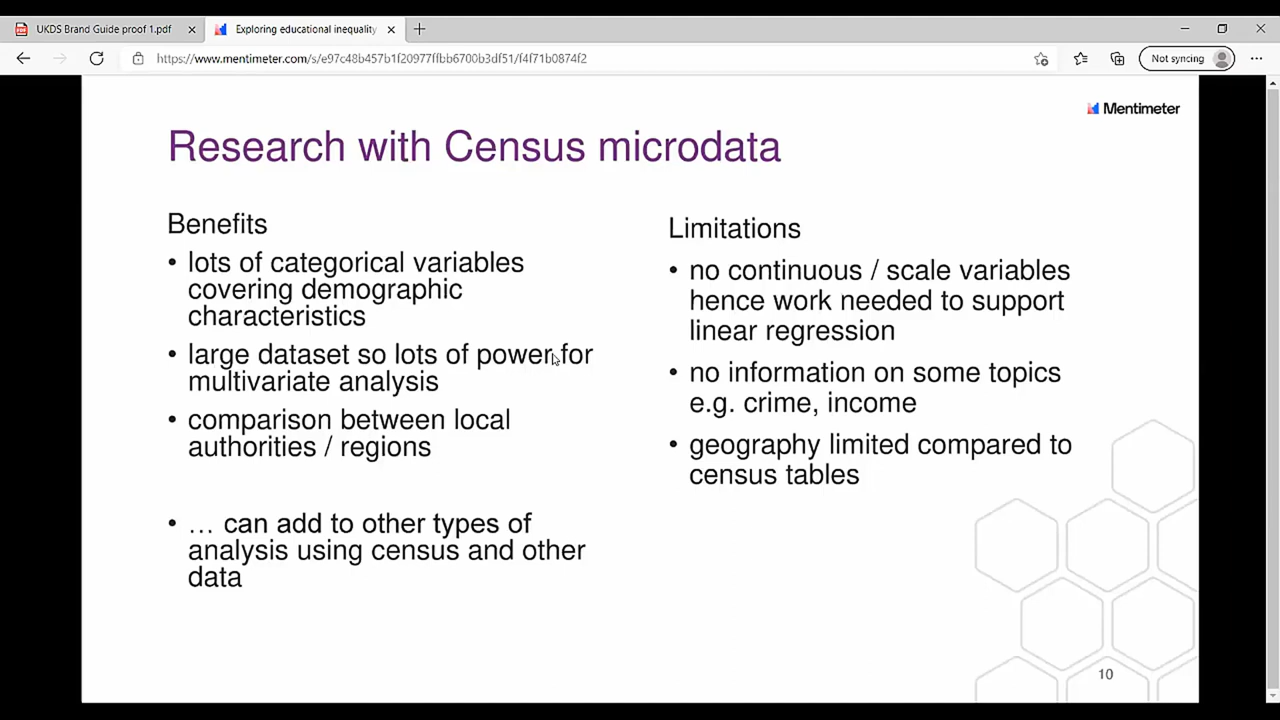 UKDS Brand Guide proof 1.pdf
Exploring educational inequality
https://www.mentimeter.com/s/e97c48b457b1f20977ffbb6700b3df51/f4f71b0874f2
Not syncing
Mentimeter
Research with Census microdata
Benefits
• lots of categorical variables
covering demographic
characteristics
• large dataset so lots of power for
multivariate analysis
• comparison between local
authorities / regions
• … can add to other types of
analysis using census and other
data
Limitations
• no continuous / scale variables
hence work needed to support
linear regression
• no information on some topics
e.g. crime, income
• geography limited compared to
census tables
10